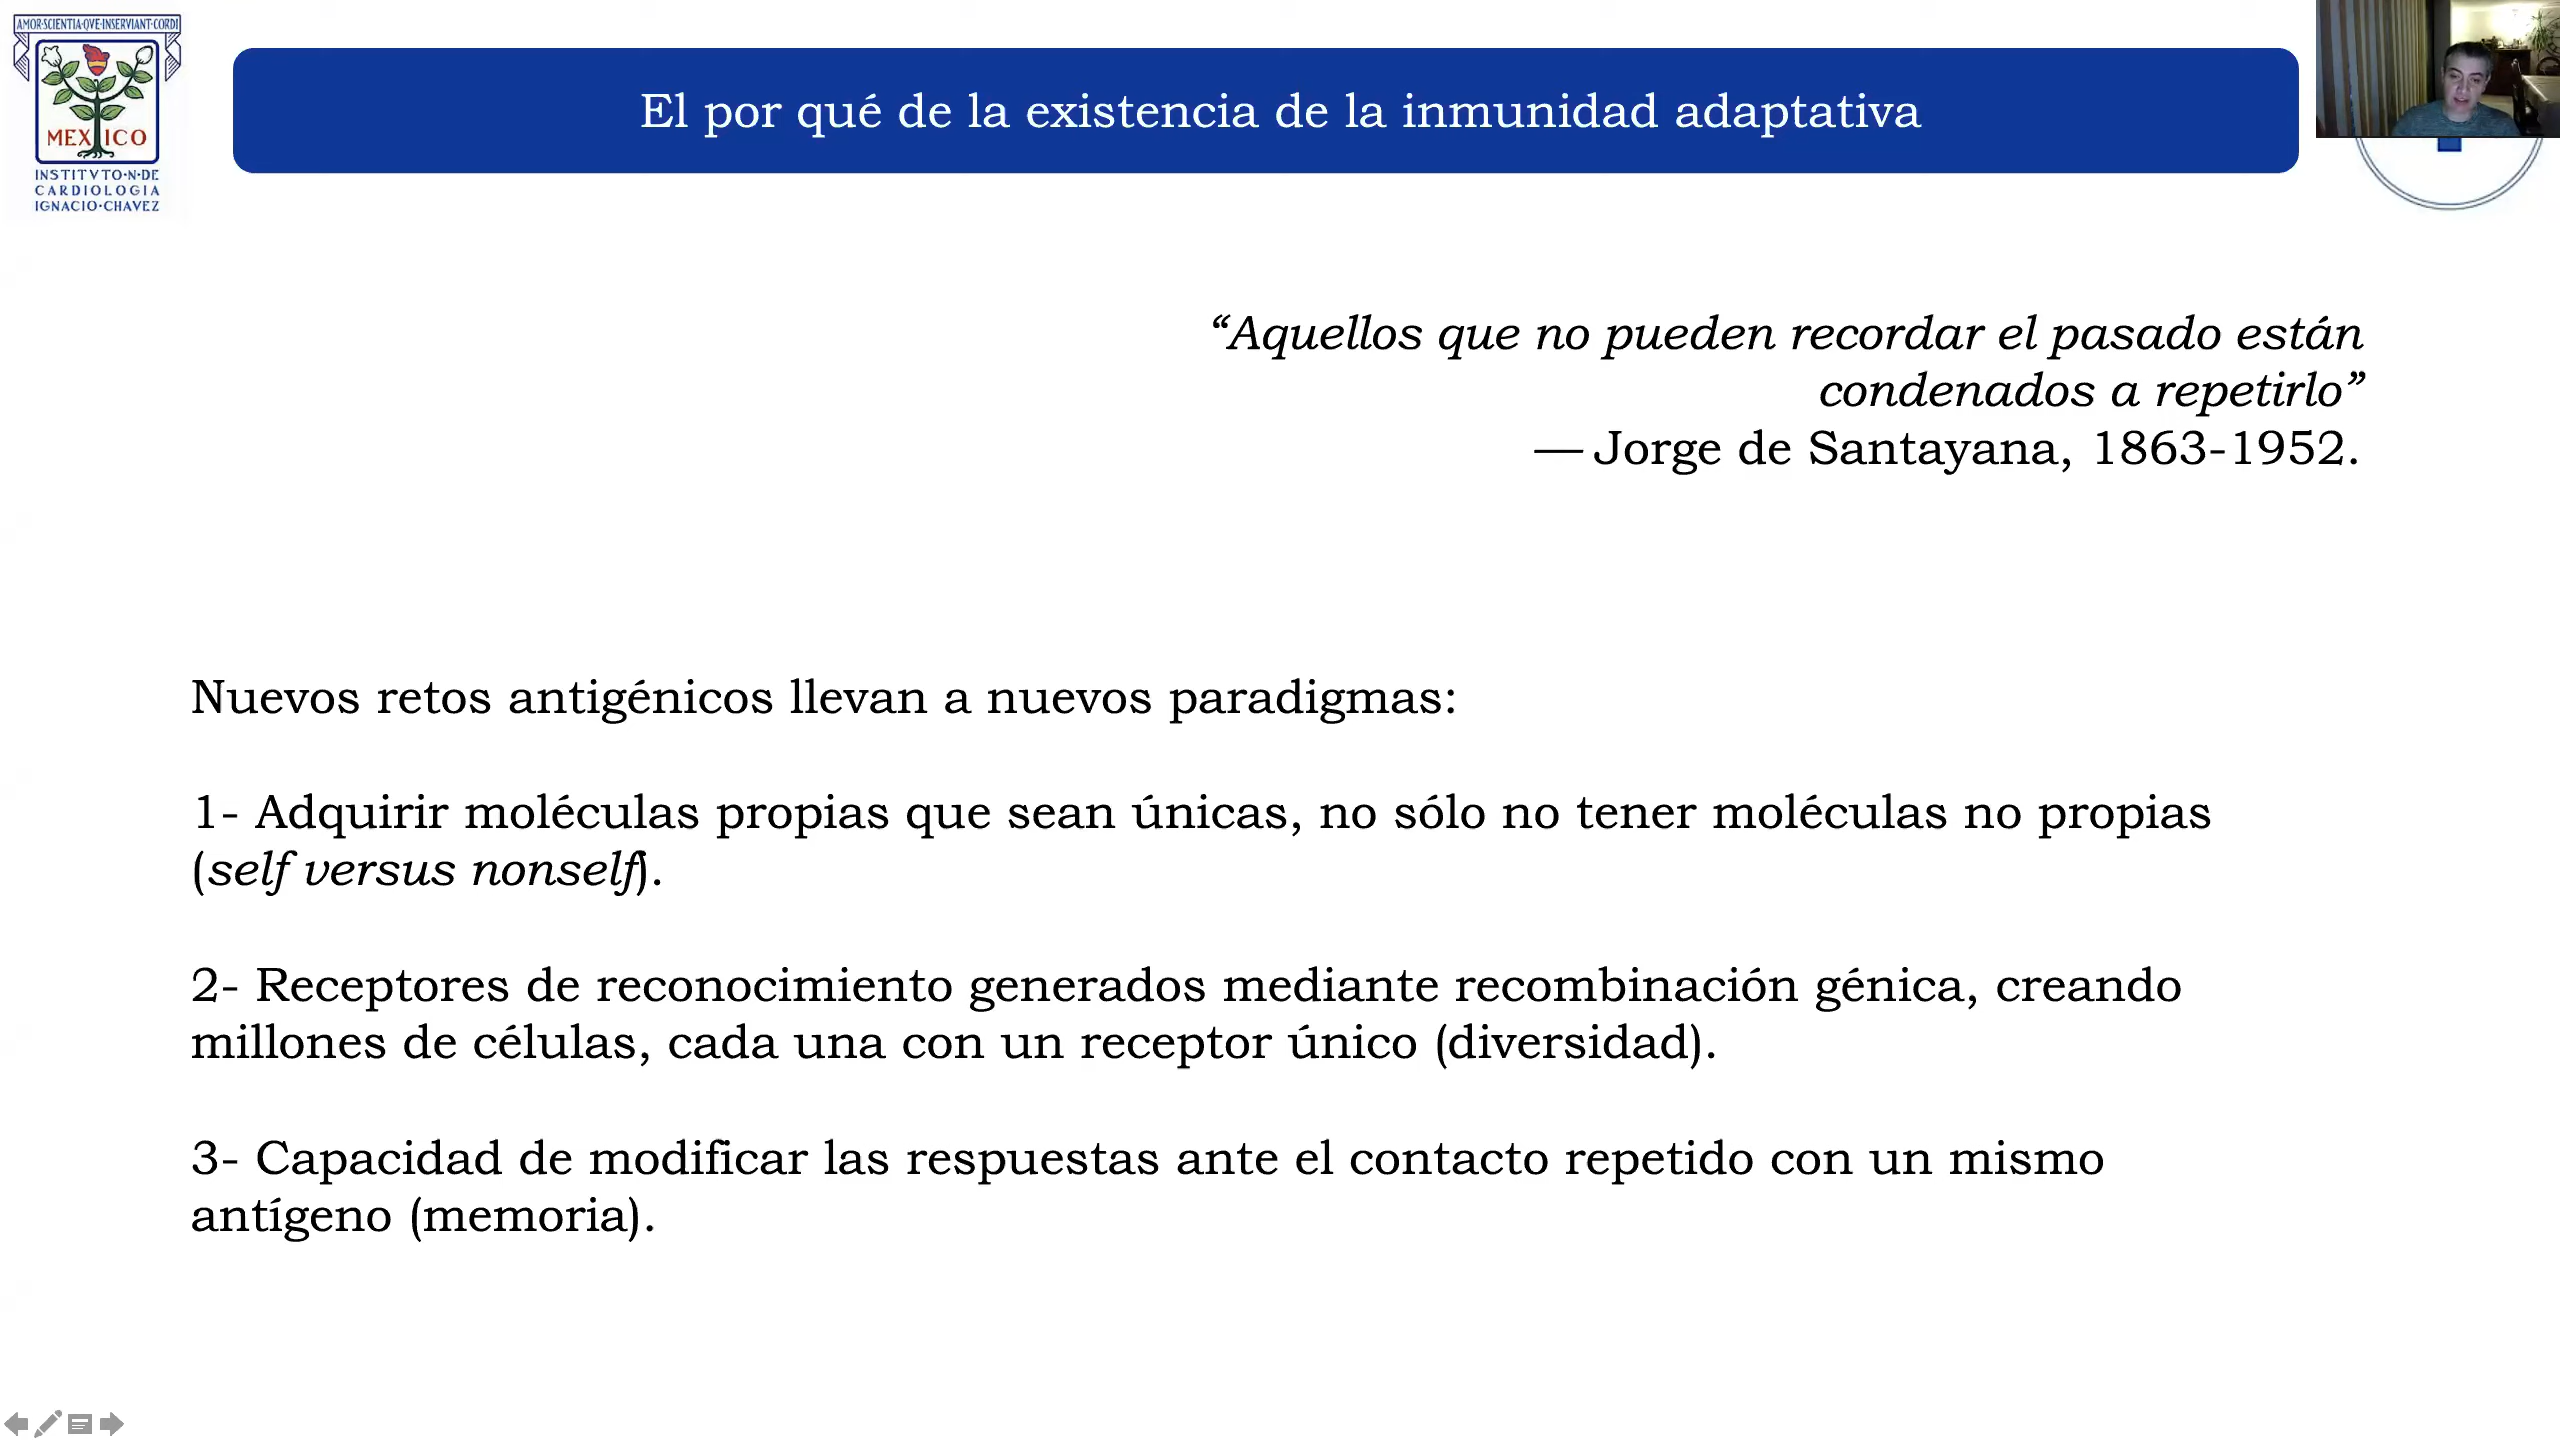 AMOR·SCIENTIA·QVE·INSERVIANT·CORDI
MEXICO
INSTITVTO·N·DE
CARDIOLOGIA
IGNACIO·CHAVEZ
El por qué de la existencia de la inmunidad adaptativa
“Aquellos que no pueden recordar el pasado están
condenados a repetirlo”
— Jorge de Santayana, 1863-1952.
Nuevos retos antigénicos llevan a nuevos paradigmas:
1- Adquirir moléculas propias que sean únicas, no sólo no tener moléculas no propias
(self versus nonself).
2- Receptores de reconocimiento generados mediante recombinación génica, creando
millones de células, cada una con un receptor único (diversidad).
3- Capacidad de modificar las respuestas ante el contacto repetido con un mismo
antígeno (memoria).